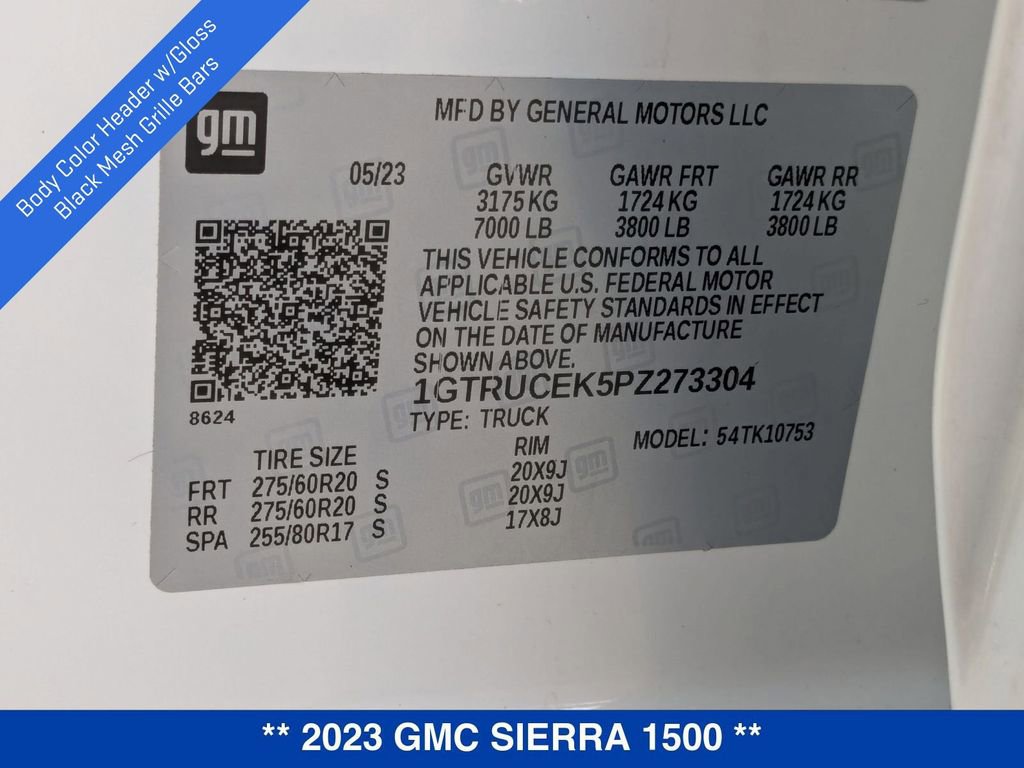 Body Color Header w/Gloss
Black Mesh Grille Bars
gm
MFD BY GENERAL MOTORS LLC
05/23 GVWR GAWR FRT GAWR RR
3175 KG 1724 KG 1724 KG
7000 LB 3800 LB 3800 LB
THIS VEHICLE CONFORMS TO ALL
APPLICABLE U.S. FEDERAL MOTOR
VEHICLE SAFETY STANDARDS IN EFFECT
ON THE DATE OF MANUFACTURE
SHOWN ABOVE.
1GTRUCEK5PZ273304
8624
TYPE: TRUCK
MODEL: 54TK10753
TIRE SIZE RIM
FRT 275/60R20 S 20X9J
RR 275/60R20 S 20X9J
SPA 255/80R17 S 17X8J
** 2023 GMC SIERRA 1500 **